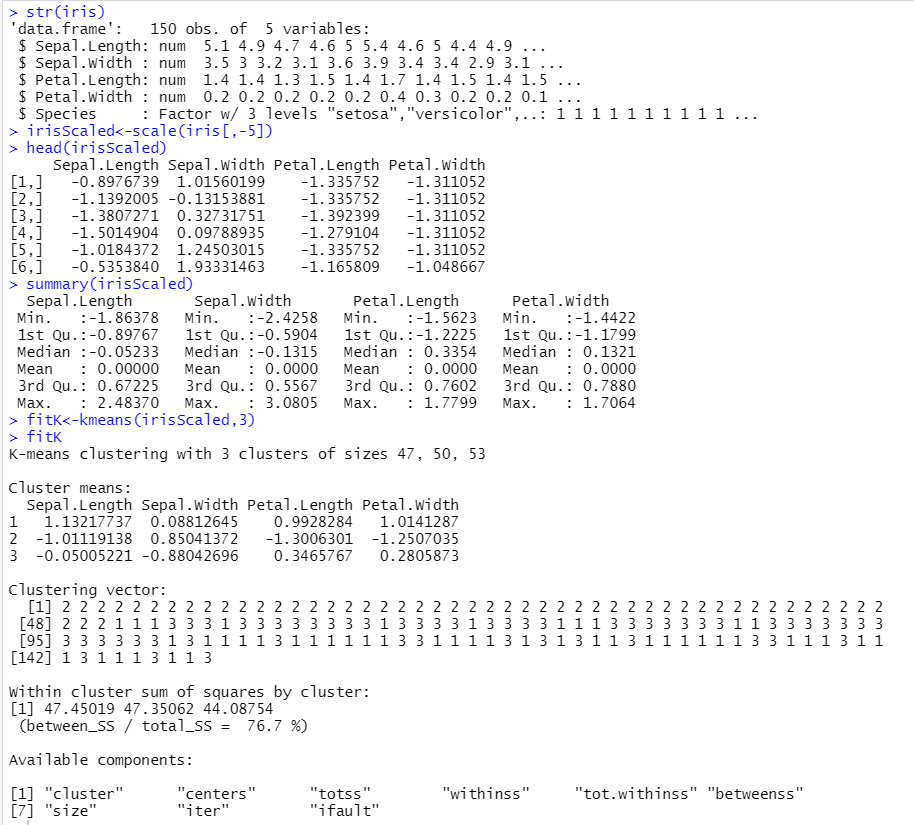 > str(iris)
'data.frame':   150 obs. of  5 variables:
 $ Sepal.Length: num  5.1 4.9 4.7 4.6 5 5.4 4.6 5 4.4 4.9 ...
 $ Sepal.Width : num  3.5 3 3.2 3.1 3.6 3.9 3.4 3.4 2.9 3.1 ...
 $ Petal.Length: num  1.4 1.4 1.3 1.5 1.4 1.7 1.4 1.5 1.4 1.5 ...
 $ Petal.Width : num  0.2 0.2 0.2 0.2 0.2 0.4 0.3 0.2 0.2 0.1 ...
 $ Species     : Factor w/ 3 levels "setosa","versicolor",..: 1 1 1 1 1 1 1 1 1 1 ...
> irisScaled<-scale(iris[,-5])
> head(irisScaled)
     Sepal.Length Sepal.Width Petal.Length Petal.Width
[1,]   -0.8976739  1.01560199    -1.335752   -1.311052
[2,]   -1.1392005 -0.13153881    -1.335752   -1.311052
[3,]   -1.3807271  0.32731751    -1.392399   -1.311052
[4,]   -1.5014904  0.09788935    -1.279104   -1.311052
[5,]   -1.0184372  1.24503015    -1.335752   -1.311052
[6,]   -0.5353840  1.93331463    -1.165809   -1.048667
> summary(irisScaled)
  Sepal.Length       Sepal.Width       Petal.Length      Petal.Width
 Min.   :-1.86378   Min.   :-2.4258   Min.   :-1.5623   Min.   :-1.4422
 1st Qu.:-0.89767   1st Qu.:-0.5904   1st Qu.:-1.2225   1st Qu.:-1.1799
 Median :-0.05233   Median :-0.1315   Median : 0.3354   Median : 0.1321
 Mean   : 0.00000   Mean   : 0.0000   Mean   : 0.0000   Mean   : 0.0000
 3rd Qu.: 0.67225   3rd Qu.: 0.5567   3rd Qu.: 0.7602   3rd Qu.: 0.7880
 Max.   : 2.48370   Max.   : 3.0805   Max.   : 1.7799   Max.   : 1.7064
> fitK<-kmeans(irisScaled,3)
> fitK
K-means clustering with 3 clusters of sizes 47, 50, 53

Cluster means:
  Sepal.Length Sepal.Width Petal.Length Petal.Width
1   1.13217737  0.08812645    0.9928284   1.0141287
2  -1.01119138  0.85041372   -1.3006301  -1.2507035
3  -0.05005221 -0.88042696    0.3465767   0.2805873

Clustering vector:
  [1] 2 2 2 2 2 2 2 2 2 2 2 2 2 2 2 2 2 2 2 2 2 2 2 2 2 2 2 2 2 2 2 2 2 2 2 2 2 2 2 2 2 2 2 2 2 2 2
 [48] 2 2 2 1 1 1 3 3 3 1 3 3 3 3 3 3 3 3 1 3 3 3 3 1 3 3 3 3 1 1 1 3 3 3 3 3 3 3 1 1 3 3 3 3 3 3 3
 [95] 3 3 3 3 3 3 1 3 1 1 1 1 3 1 1 1 1 1 1 3 3 1 1 1 1 3 1 3 1 3 1 1 3 1 1 1 1 1 1 3 3 1 1 1 3 1 1
[142] 1 3 1 1 1 3 1 1 3

Within cluster sum of squares by cluster:
[1] 47.45019 47.35062 44.08754
 (between_SS / total_SS =  76.7 %)

Available components:

[1] "cluster"      "centers"      "totss"        "withinss"     "tot.withinss" "betweenss"
[7] "size"         "iter"         "ifault"